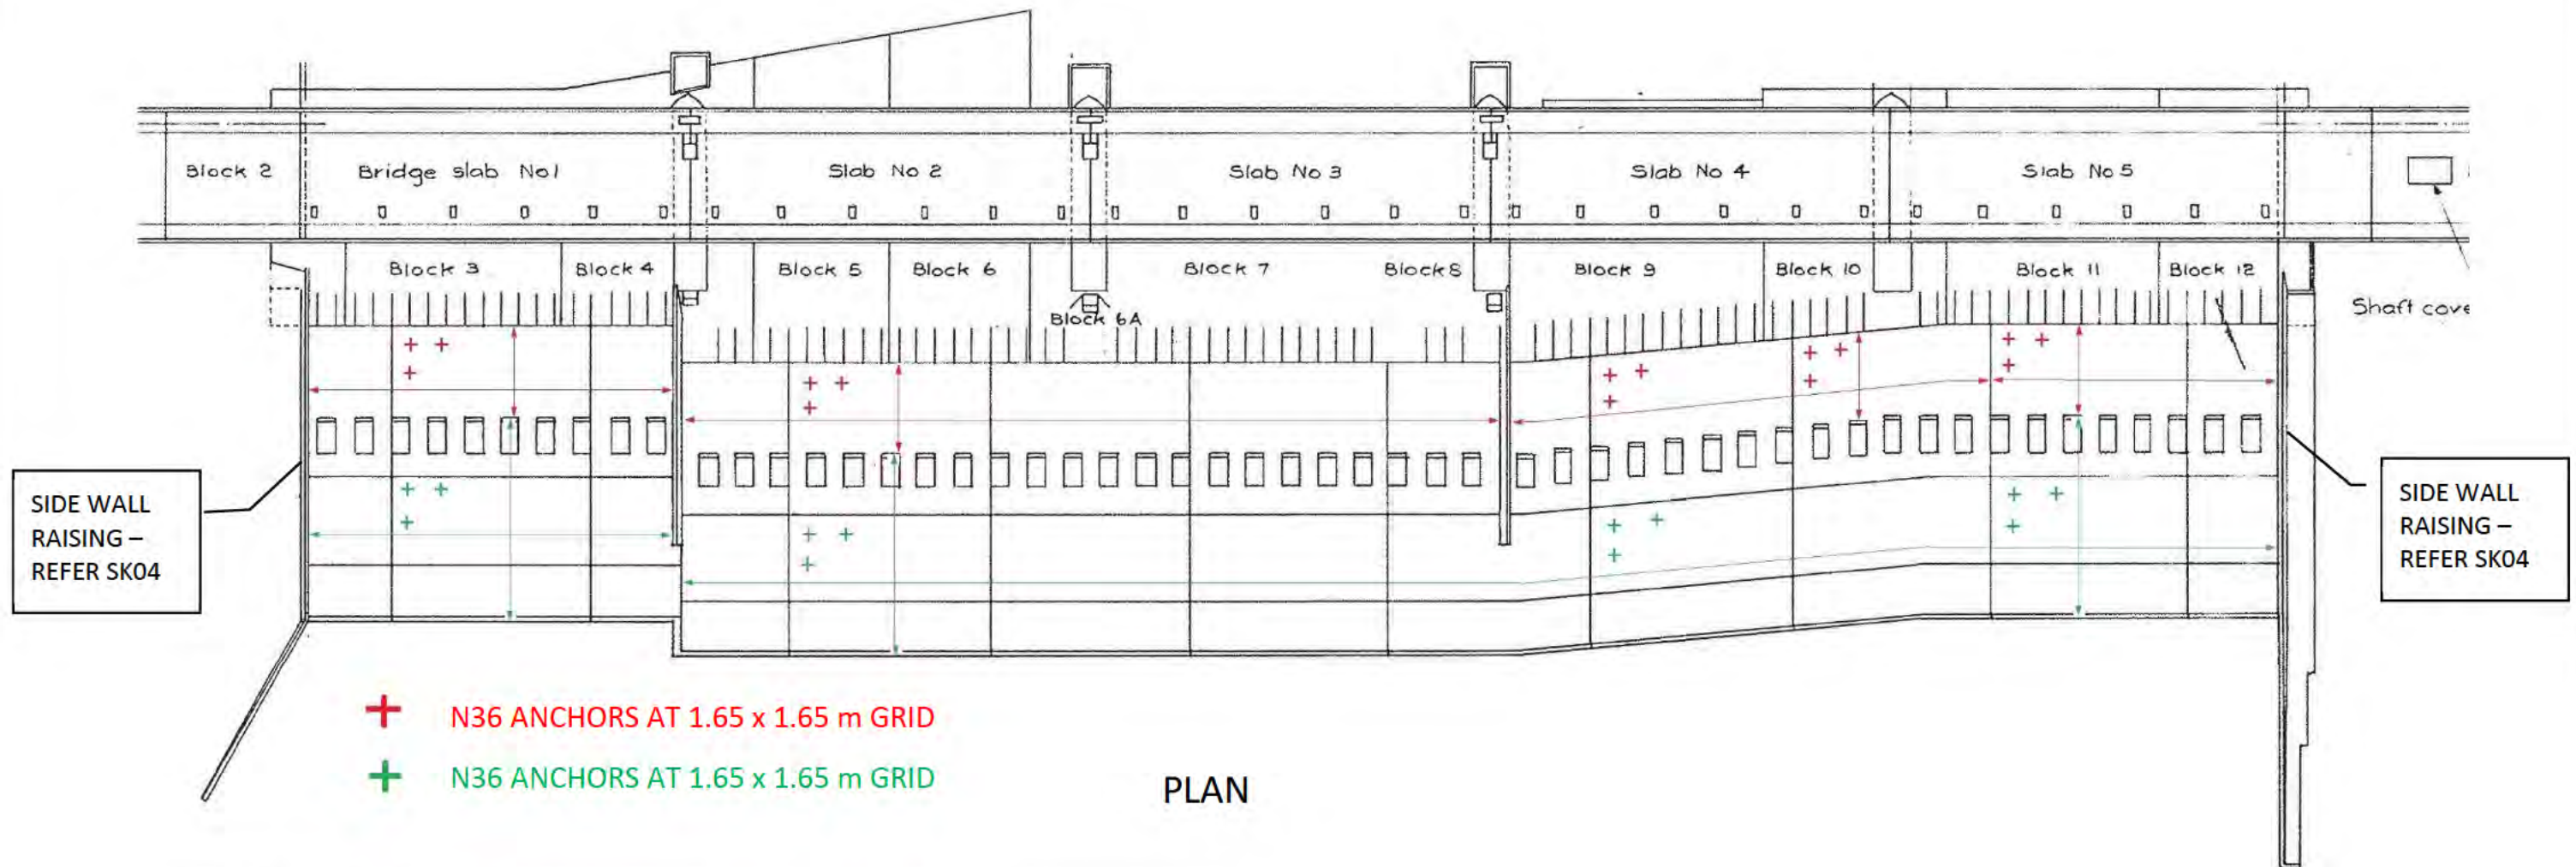 Block 2
Bridge slab No1
Slab No 2
Slab No 3
Slab No 4
Slab No 5
Block 3
Block 4
Block 5
Block 6
Block 7
Block 8
Block 9
Block 10
Block 11
Block 12
Block 6A
Shaft cove
SIDE WALL
RAISING –
REFER SK04
SIDE WALL
RAISING –
REFER SK04
N36 ANCHORS AT 1.65 x 1.65 m GRID
N36 ANCHORS AT 1.65 x 1.65 m GRID
PLAN